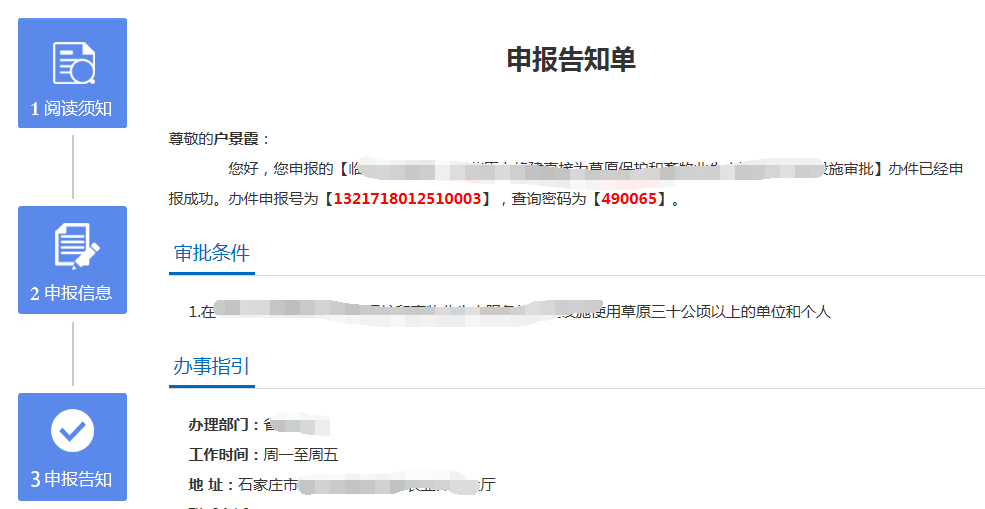 1 阅读须知
2 申报信息
3 申报告知
申报告知单
尊敬的户景霞：
您好，您申报的【临 设施审批】办件已经申
报成功。办件申报号为【1321718012510003】，查询密码为【490065】。
审批条件
1.在 使用草原三十公顷以上的单位和个人
办事指引
办理部门：省
工作时间：周一至周五
地 址：石家庄市 厅